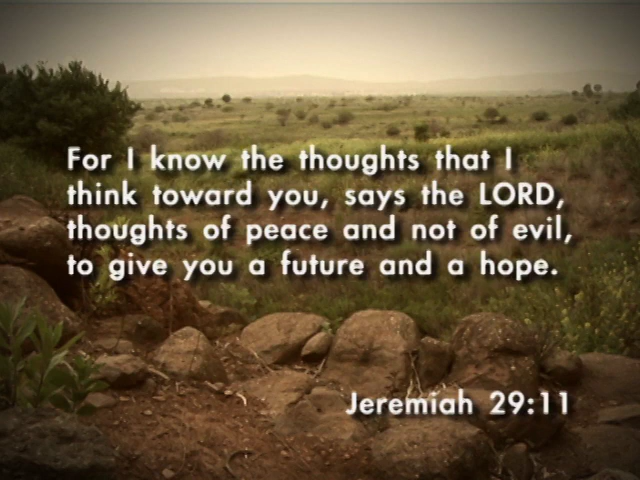 For I know the thoughts that I
think toward you, says the LORD,
thoughts of peace and not of evil,
to give you a future and a hope.
Jeremiah 29:11